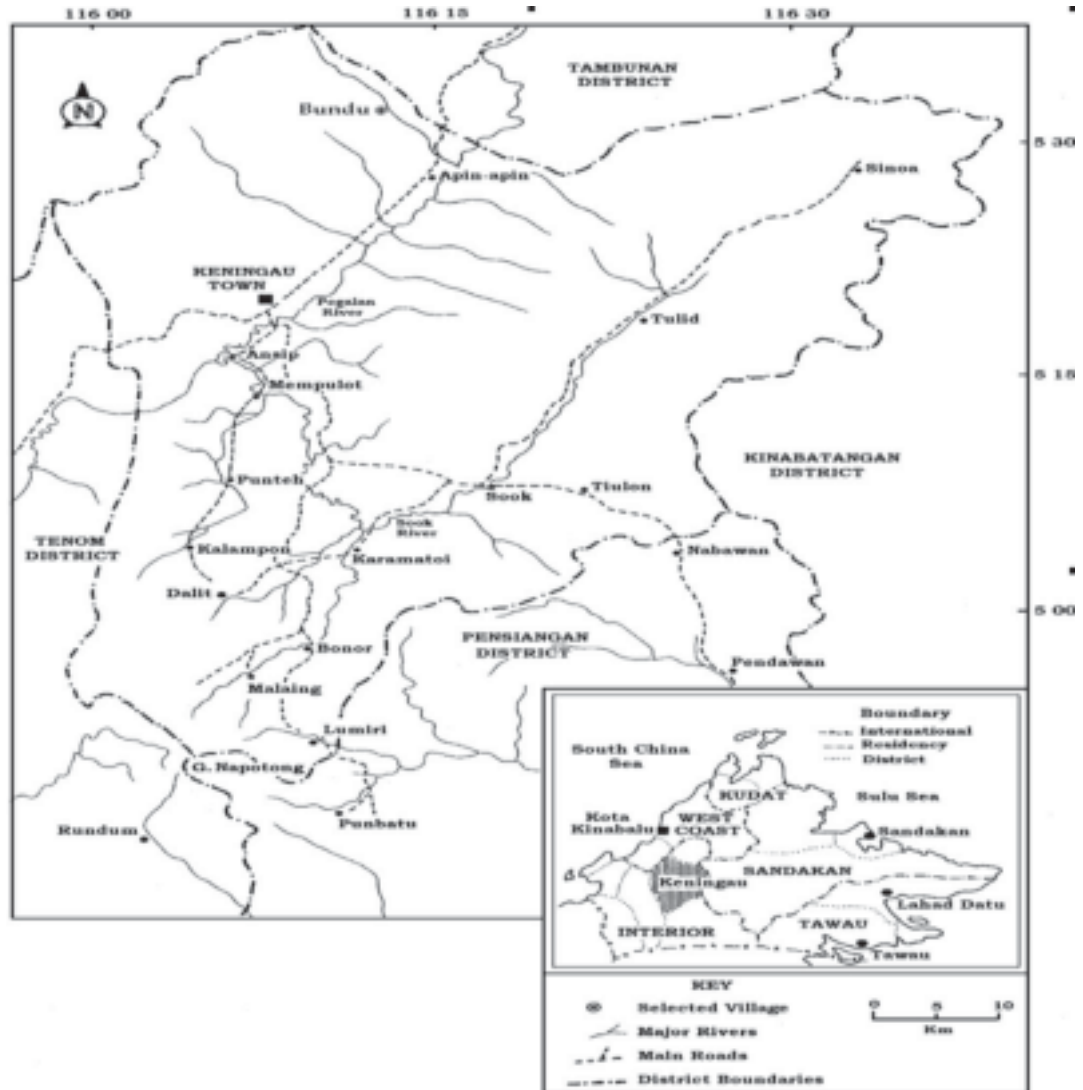 116 00
116 15
116 30
TAMBUNAN
DISTRICT
N
Bundu
5 30
Apin-apin
Sinoa
KENINGAU
TOWN
Pegalan
River
Tulid
Ansip
5 15
Mempulot
KINABATANGAN
DISTRICT
Punteh
Sook
Tiulon
Sook
River
TENOM
DISTRICT
Kalampon
Karamatoi
Nabawan
Dalit
5 00
PENSIANGAN
DISTRICT
Bonor
Pendawan
Malaing
Lumiri
G. Napotong
Punbatu
Rundum
Boundary
International
Residency
District
South China
Sea
KUDAT
Sulu Sea
Kota
Kinabalu
WEST
COAST
Sandakan
SANDAKAN
Keningau
Lahad Datu
TAWAU
INTERIOR
Tawau
KEY
Selected Village
0 5 10
Km
Major Rivers
Main Roads
District Boundaries